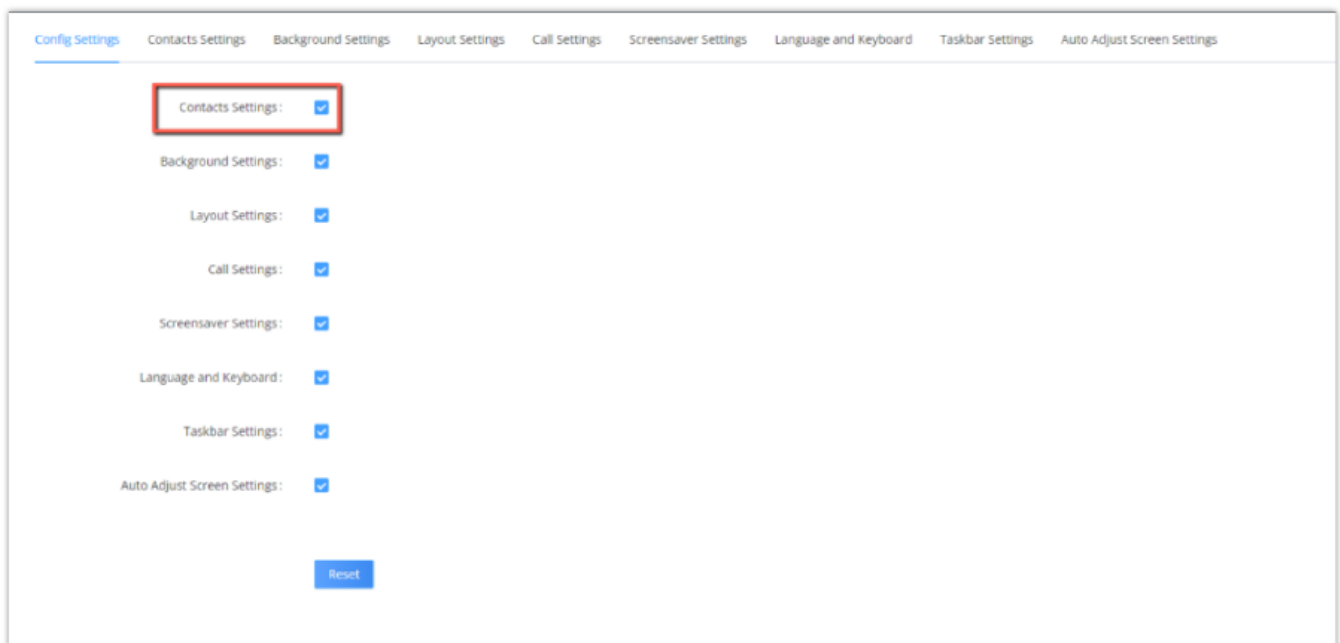 Config Settings Contacts Settings Background Settings Layout Settings Call Settings Screensaver Settings Language and Keyboard Taskbar Settings Auto Adjust Screen Settings
Contacts Settings :
Background Settings :
Layout Settings :
Call Settings :
Screensaver Settings :
Language and Keyboard :
Taskbar Settings :
Auto Adjust Screen Settings :
Reset